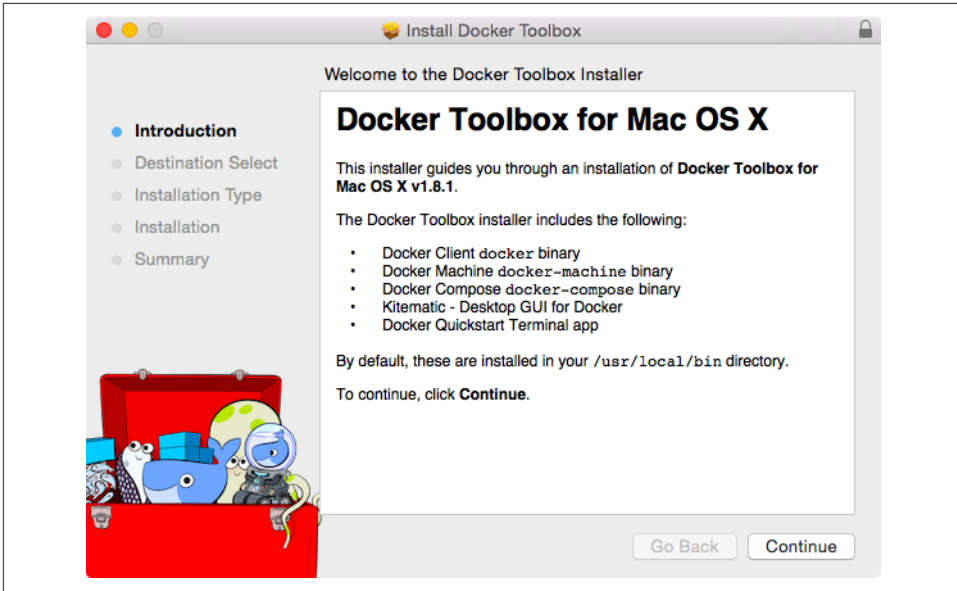 Install Docker Toolbox
Welcome to the Docker Toolbox Installer
Introduction
Destination Select
Installation Type
Installation
Summary
Docker Toolbox for Mac OS X
This installer guides you through an installation of Docker Toolbox for
Mac OS X v1.8.1.
The Docker Toolbox installer includes the following:
• Docker Client docker binary
• Docker Machine docker-machine binary
• Docker Compose docker-compose binary
• Kitematic - Desktop GUI for Docker
• Docker Quickstart Terminal app
By default, these are installed in your /usr/local/bin directory.
To continue, click Continue.
Go Back
Continue